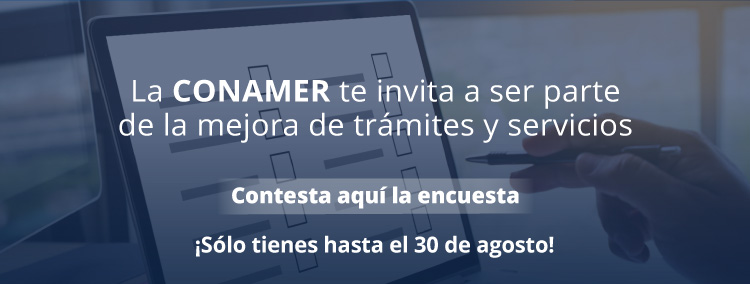 La CONAMER te invita a ser parte
de la mejora de trámites y servicios
Contesta aquí la encuesta
¡Sólo tienes hasta el 30 de agosto!